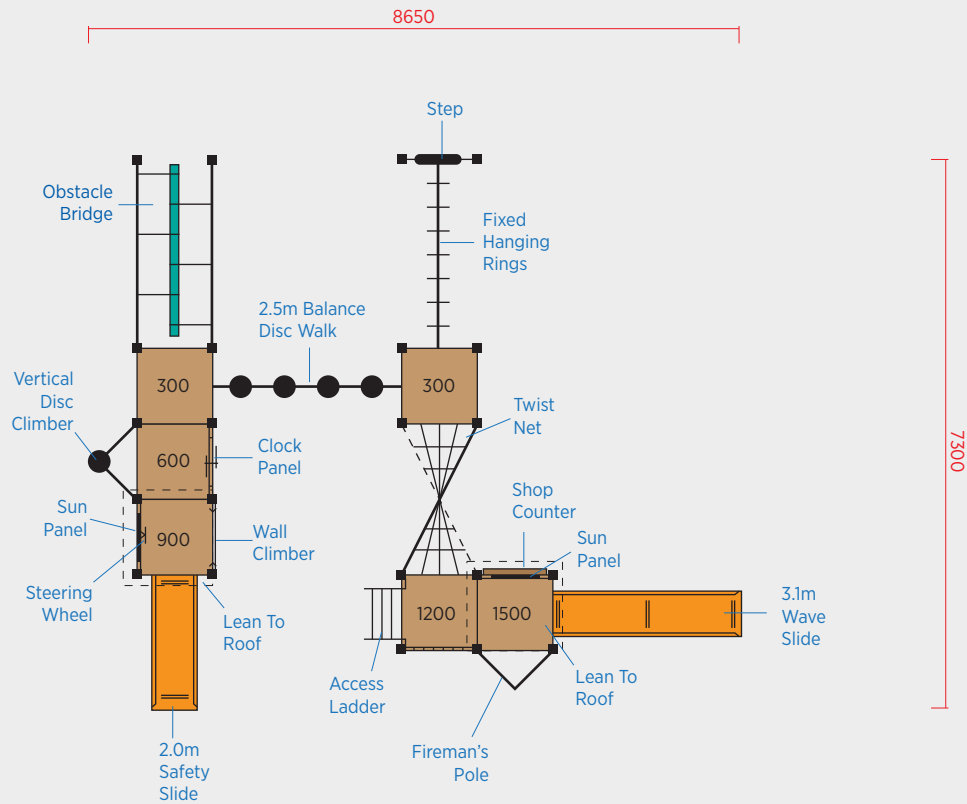 8650
Step
Obstacle
Bridge
Fixed
Hanging
Rings
2.5m Balance
Disc Walk
Vertical
Disc
Climber
300
300
Twist
Net
7300
600
Clock
Panel
Shop
Counter
Sun
Panel
900
Wall
Climber
Sun
Panel
Steering
Wheel
Lean To
Roof
1200
1500
3.1m
Wave
Slide
Access
Ladder
Lean To
Roof
Fireman's
Pole
2.0m
Safety
Slide